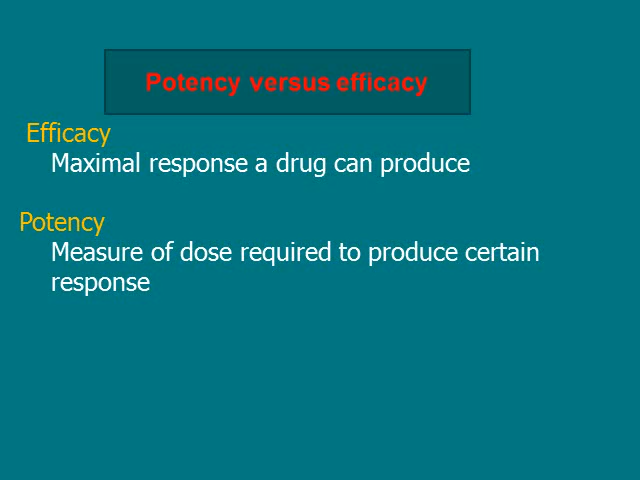 Potency versus efficacy
Efficacy
Maximal response a drug can produce
Potency
Measure of dose required to produce certain
response